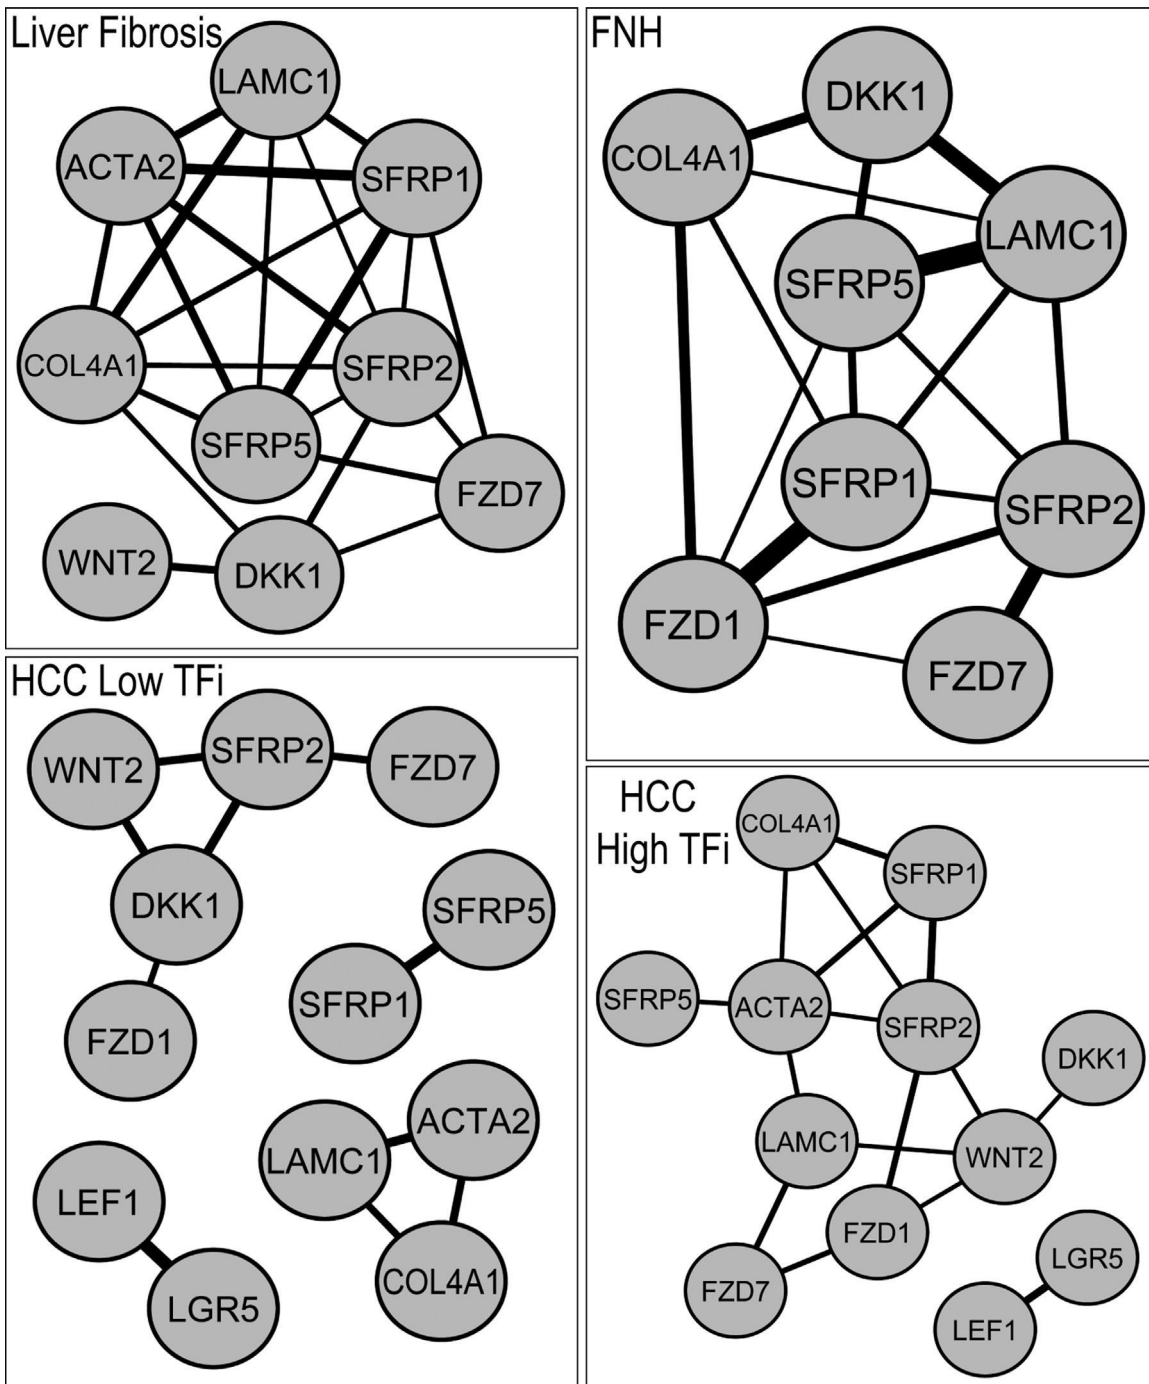 Liver Fibrosis
LAMC1
ACTA2
SFRP1
COL4A1
SFRP2
SFRP5
FZD7
WNT2
DKK1
FNH
DKK1
COL4A1
LAMC1
SFRP5
SFRP1
SFRP2
FZD1
FZD7
HCC Low TFi
SFRP2
WNT2
FZD7
DKK1
SFRP5
SFRP1
FZD1
ACTA2
LAMC1
LEF1
COL4A1
LGR5
HCC
High TFi
COL4A1
SFRP1
SFRP5
ACTA2
SFRP2
DKK1
LAMC1
WNT2
FZD1
LGR5
FZD7
LEF1